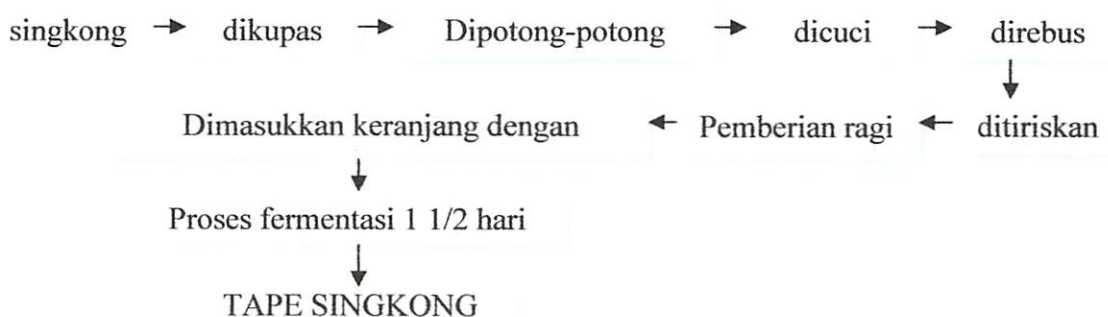 singkong → dikupas → Dipotong-potong → dicuci → direbus
Dimasukkan keranjang dengan ← Pemberian ragi ← ditiriskan
Proses fermentasi 1 1/2 hari
TAPE SINGKONG